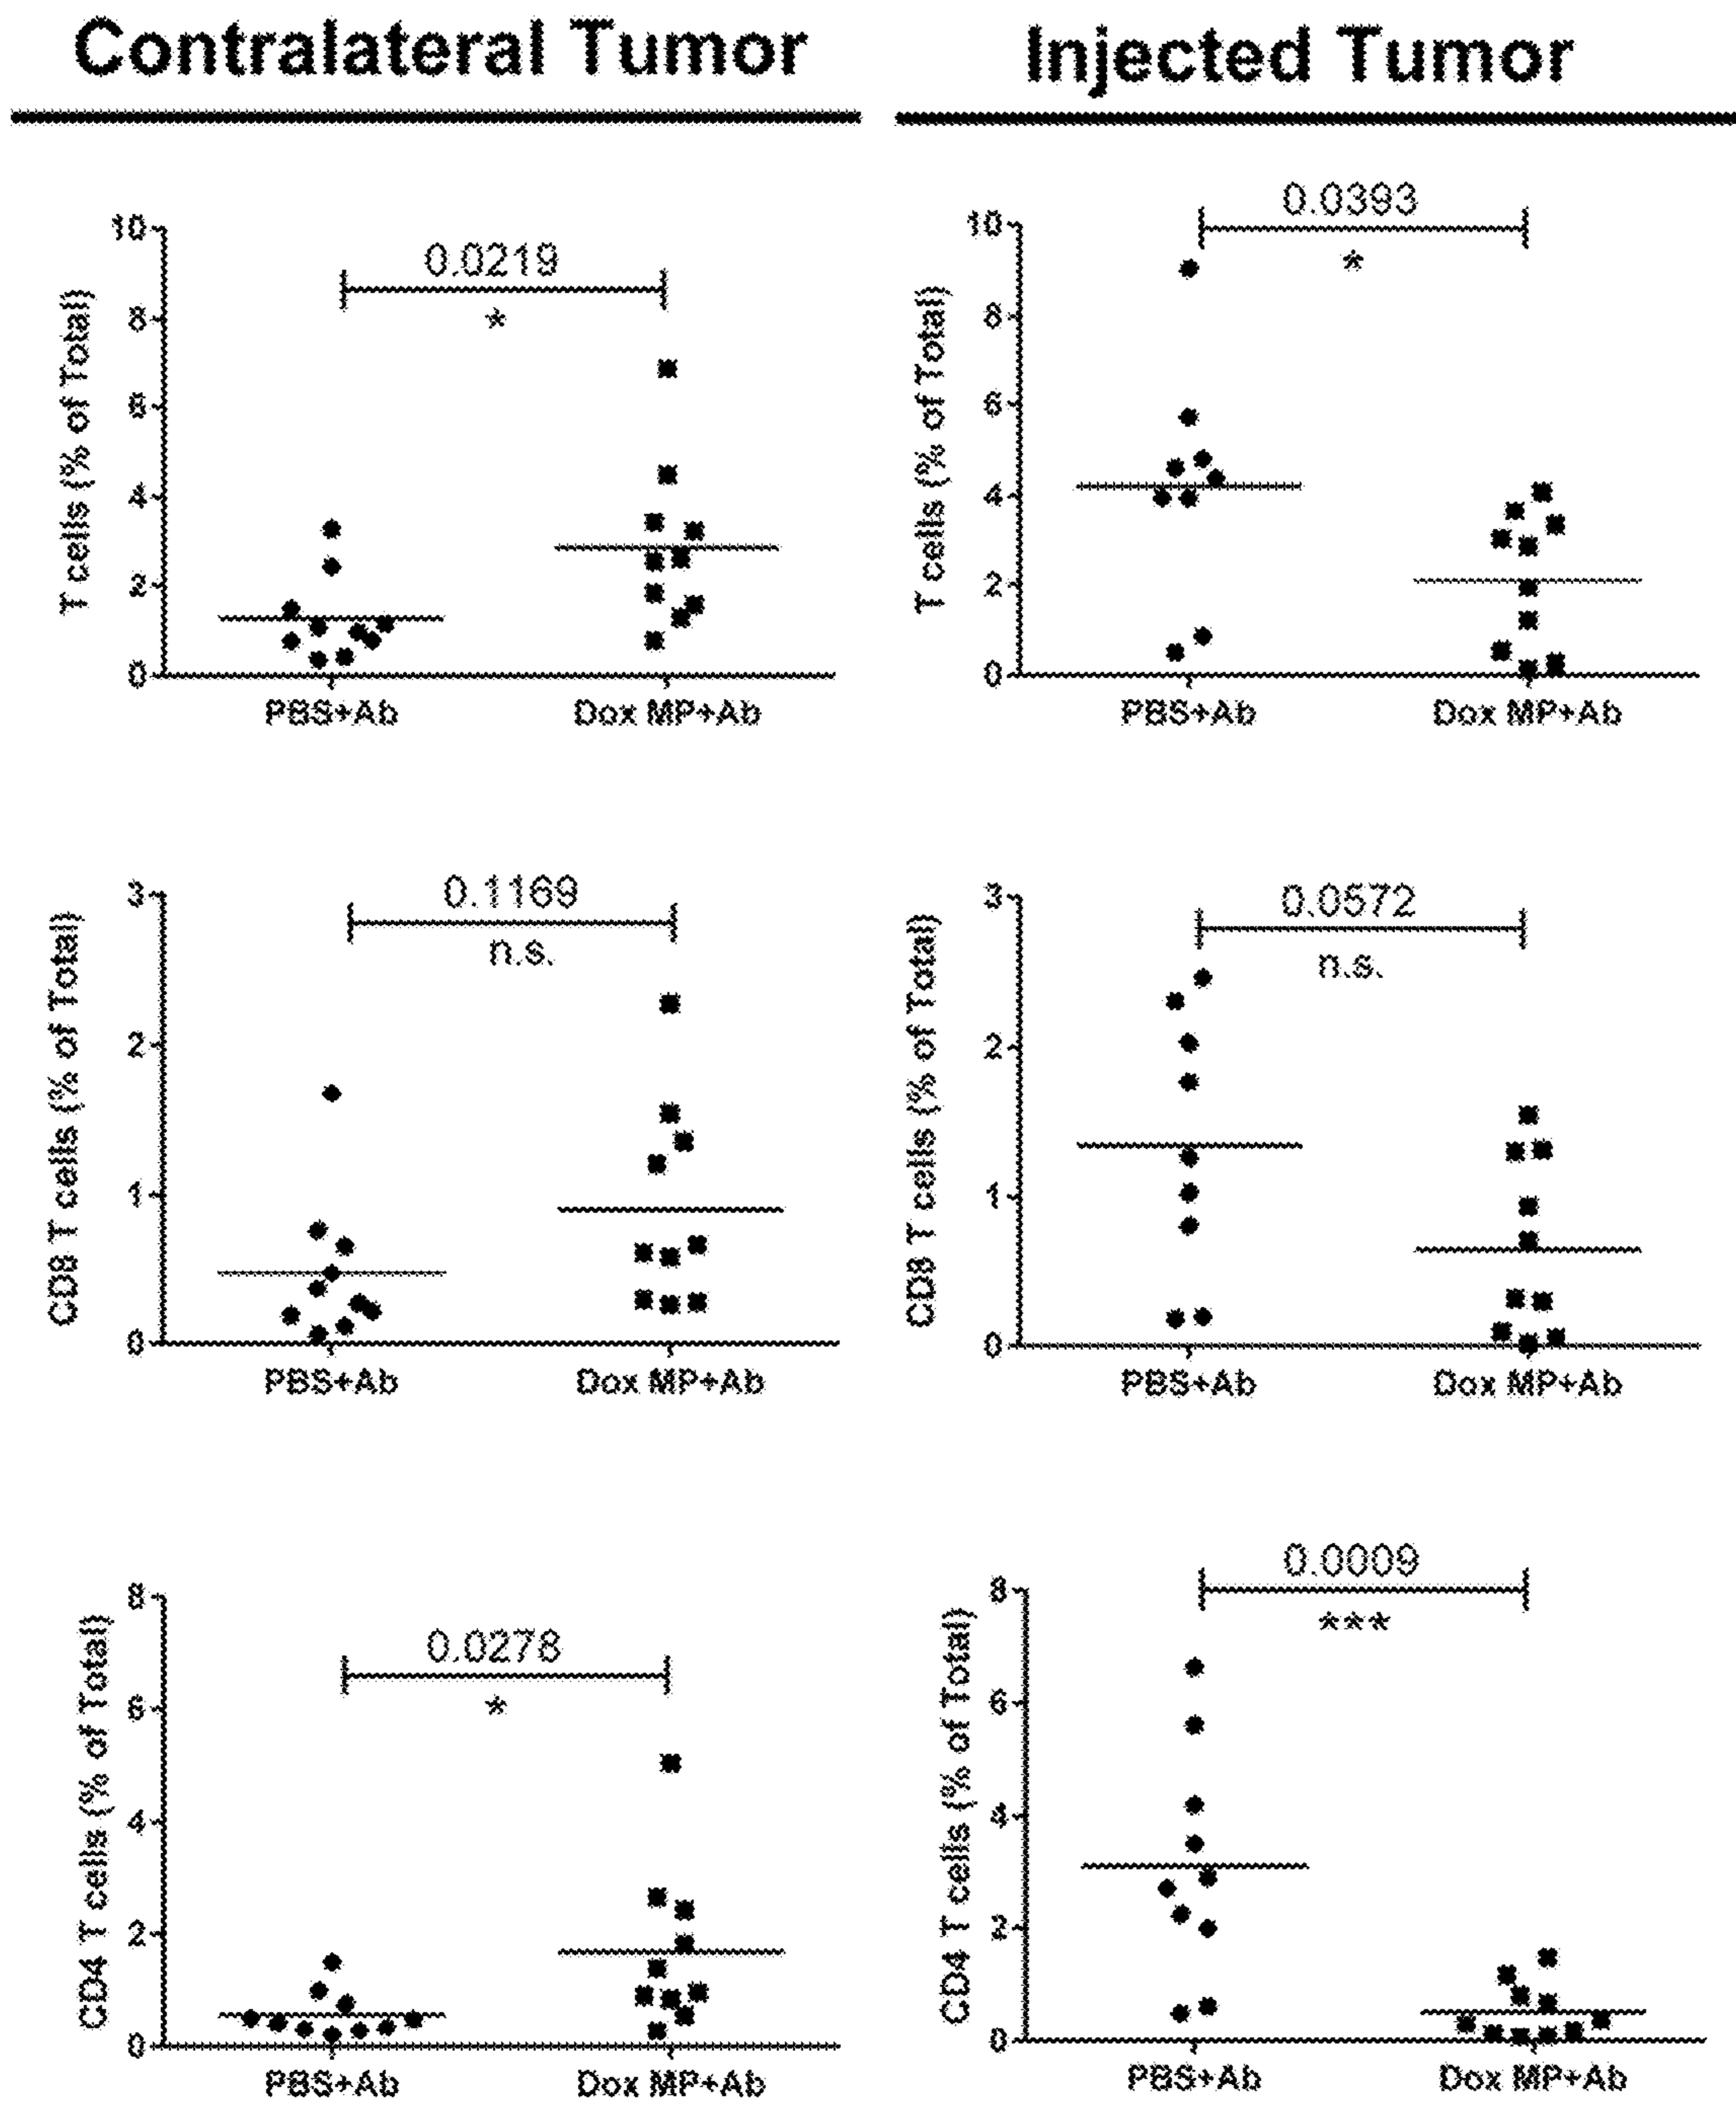 Contralateral Tumor
Injected Tumor
T cells (% of Total)
10
8
6
4
2
0
0.0219
*
PBS+Ab
Dox MP+Ab
T cells (% of Total)
10
8
6
4
2
0
0.0393
*
PBS+Ab
Dox MP+Ab
CD8 T cells (% of Total)
3
2
1
0
0.1169
n.s.
PBS+Ab
Dox MP+Ab
CD8 T cells (% of Total)
3
2
1
0
0.0572
n.s.
PBS+Ab
Dox MP+Ab
CD4 T cells (% of Total)
8
6
4
2
0
0.0278
*
PBS+Ab
Dox MP+Ab
CD4 T cells (% of Total)
8
6
4
2
0
0.0009
***
PBS+Ab
Dox MP+Ab